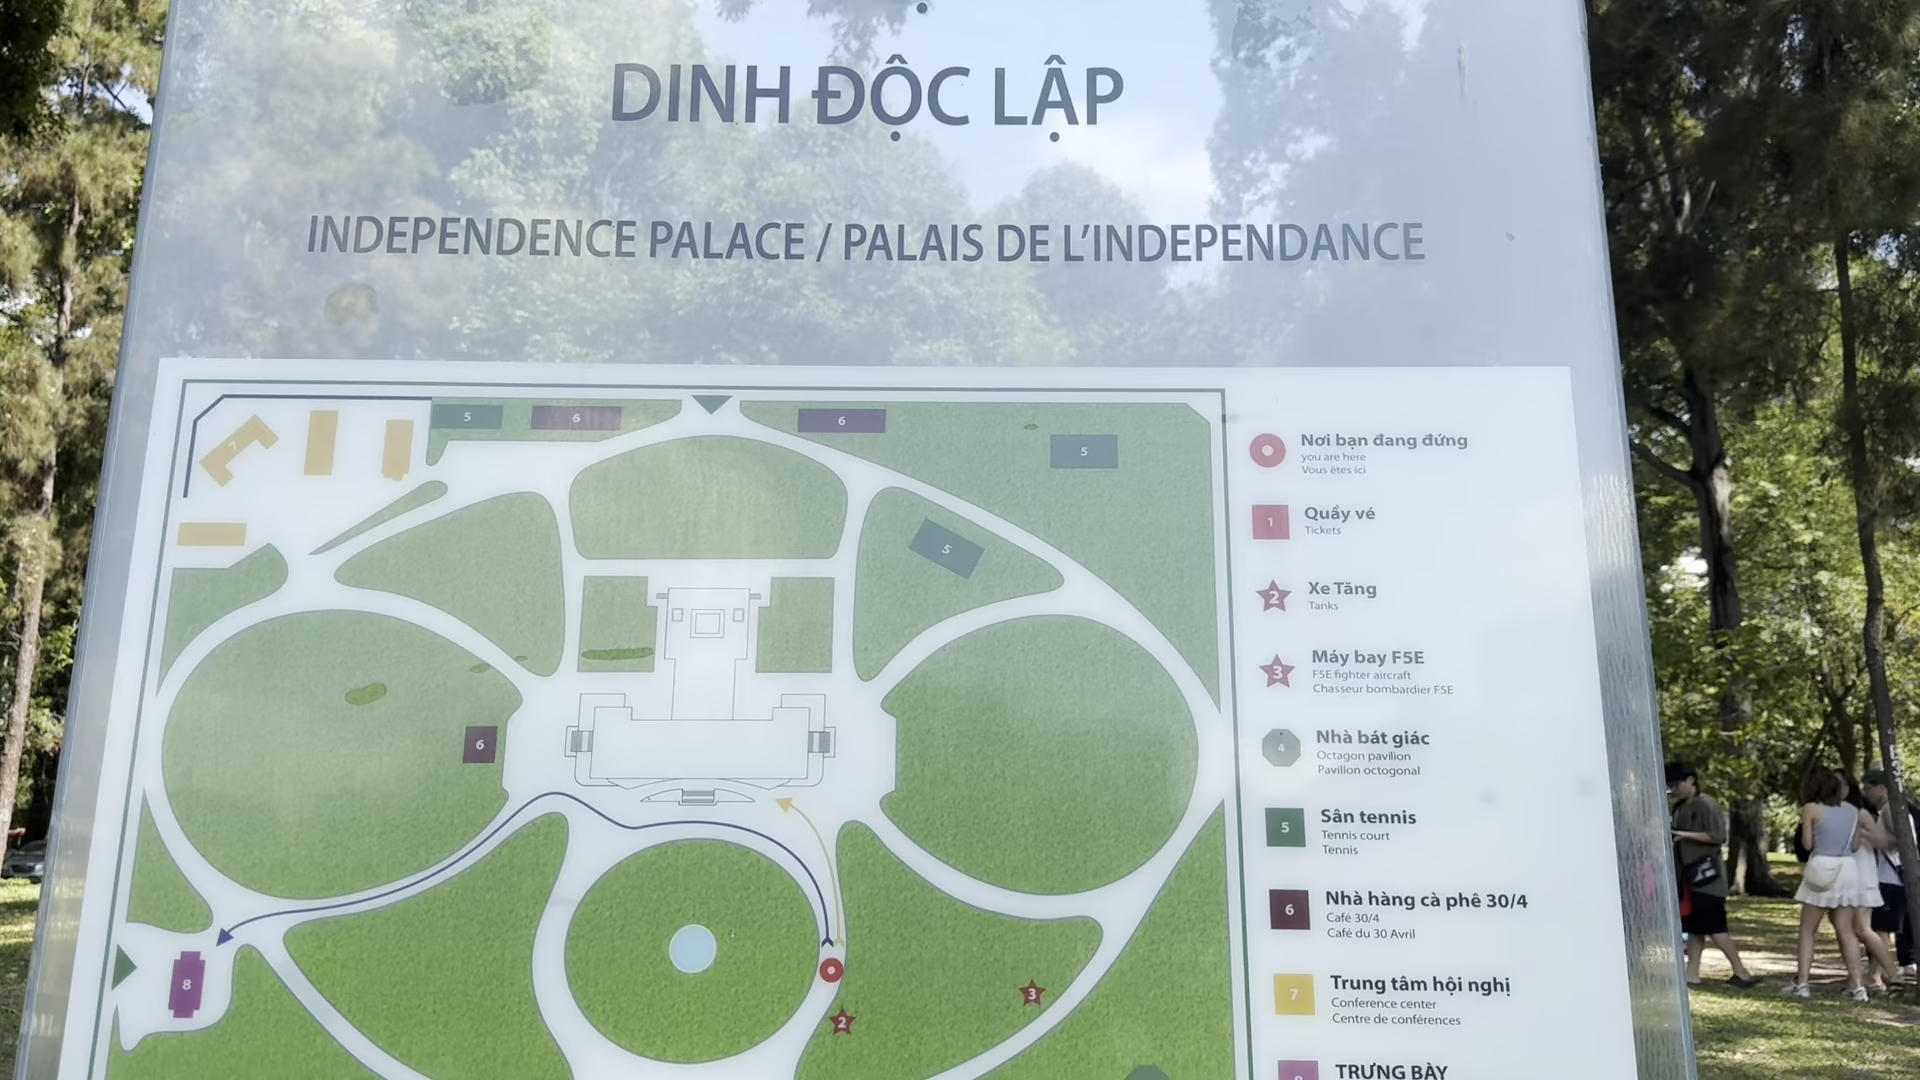 DINH ĐỘC LẬP
INDEPENDENCE PALACE / PALAIS DE L'INDEPENDANCE
7
5
6
6
5
5
6
8
2
3
Nơi bạn đang đứng
you are here
Vous êtes ici
1
Quầy vé
Tickets
2
Xe Tăng
Tanks
3
Máy bay F5E
F5E fighter aircraft
Chasseur bombardier F5E
4
Nhà bát giác
Octagon pavilion
Pavillon octogonal
5
Sân tennis
Tennis court
Tennis
6
Nhà hàng cà phê 30/4
Café 30/4
Café du 30 Avril
7
Trung tâm hội nghị
Conference center
Centre de conférences
TRƯNG BÀY